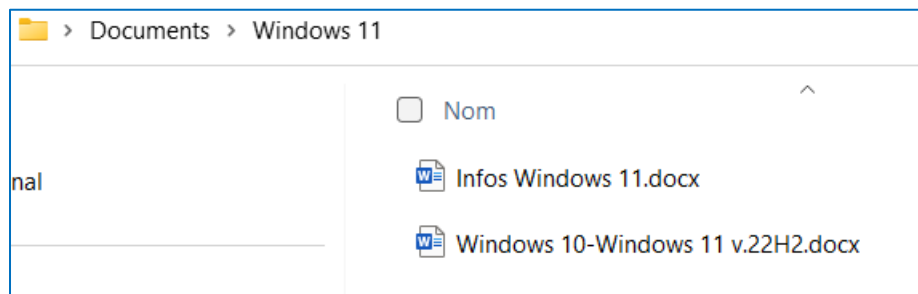 > Documents > Windows 11
Nom
nal
Infos Windows 11.docx
Windows 10-Windows 11 v.22H2.docx